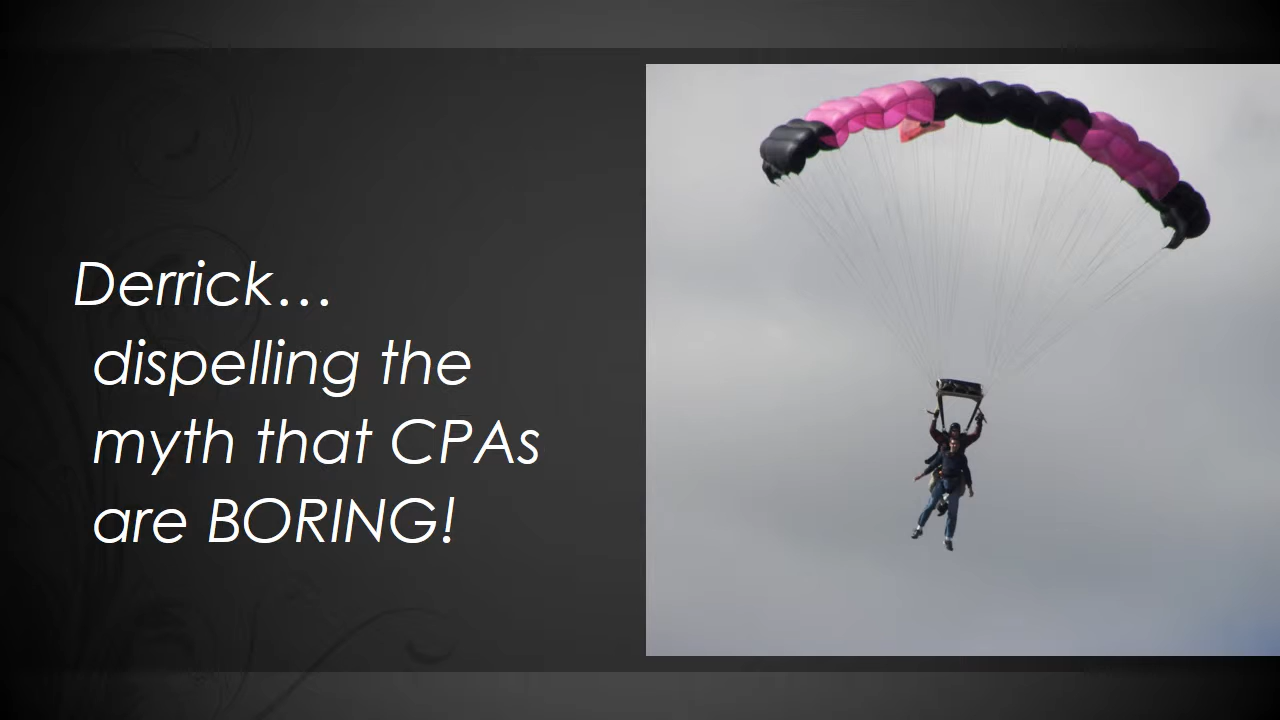 Derrick…
dispelling the
myth that CPAs
are BORING!